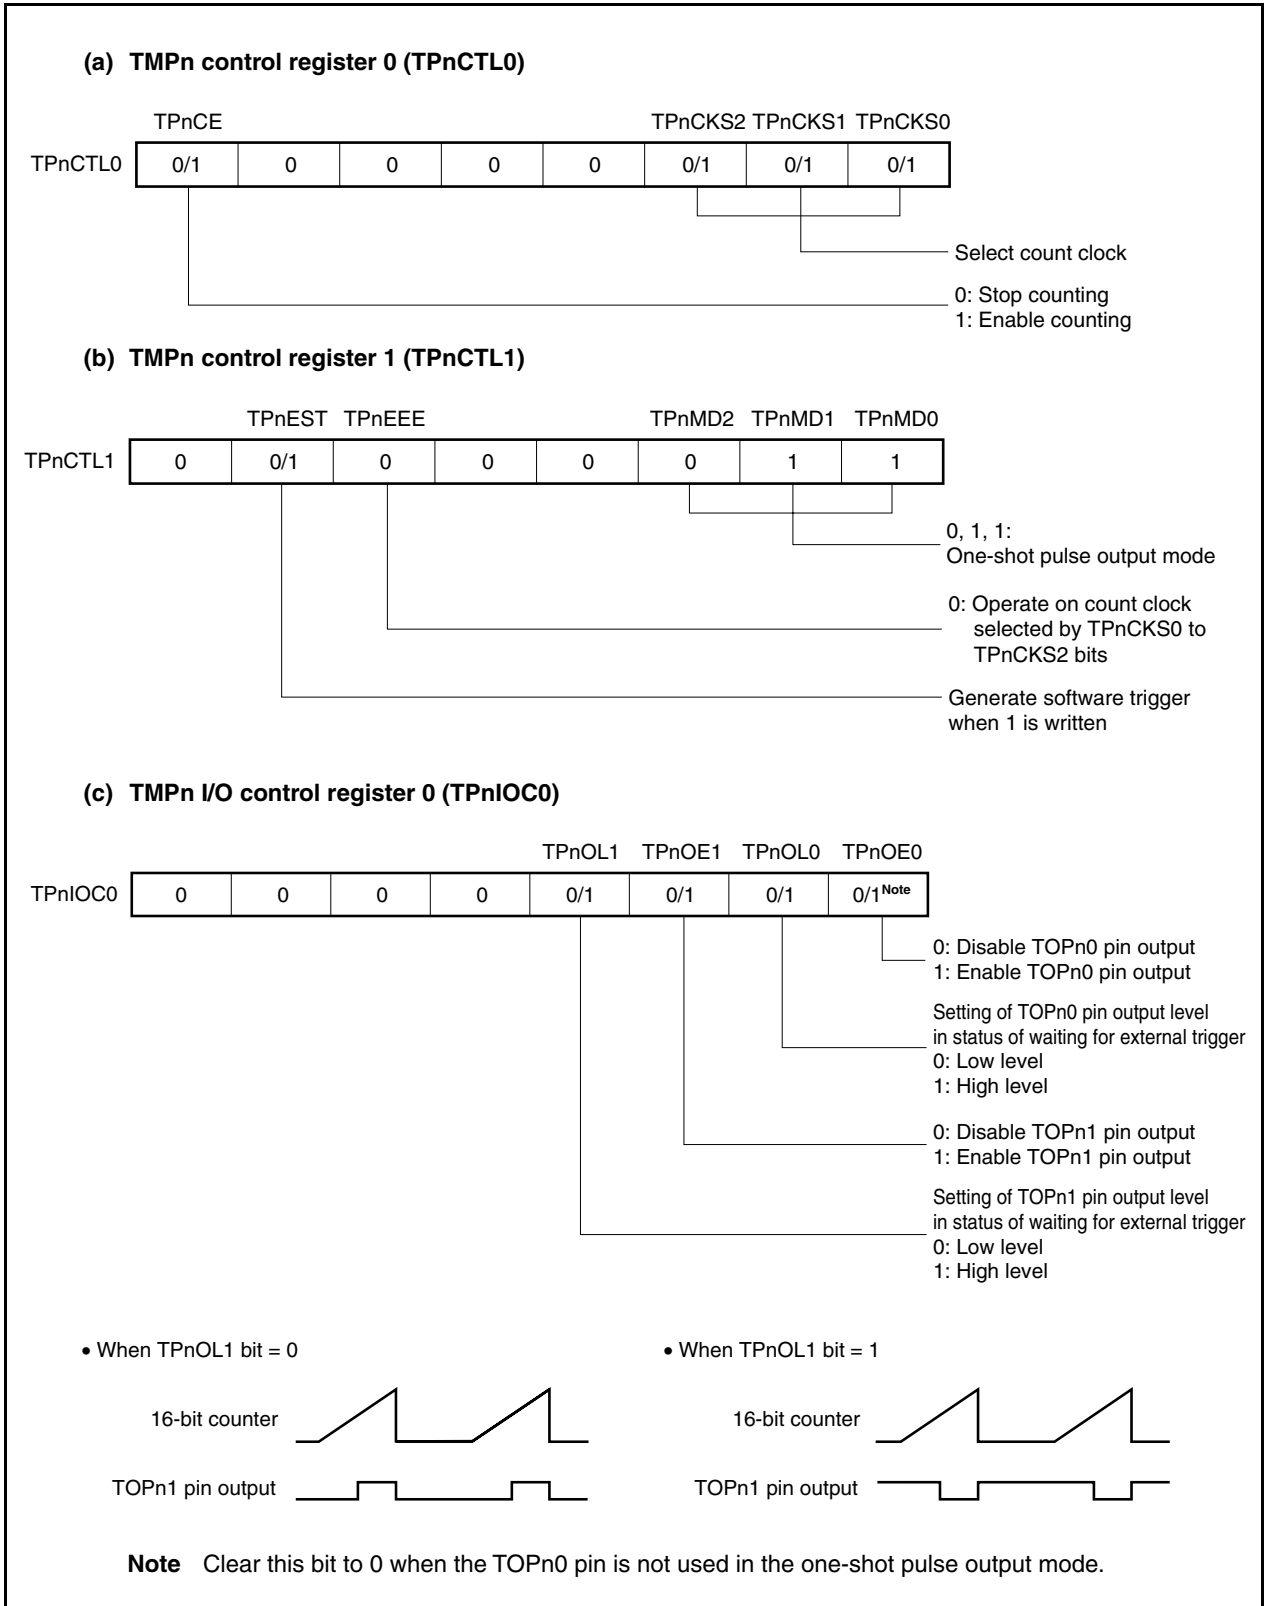 (a) TMPn control register 0 (TPnCTL0)
TPnCE TPnCKS2 TPnCKS1 TPnCKS0
TPnCTL0 0/1 0 0 0 0 0/1 0/1 0/1
Select count clock
0: Stop counting
1: Enable counting
(b) TMPn control register 1 (TPnCTL1)
TPnEST TPnEEE TPnMD2 TPnMD1 TPnMD0
TPnCTL1 0 0/1 0 0 0 0 1 1
0, 1, 1:
One-shot pulse output mode
0: Operate on count clock
selected by TPnCKS0 to
TPnCKS2 bits
Generate software trigger
when 1 is written
(c) TMPn I/O control register 0 (TPnIOC0)
TPnOL1 TPnOE1 TPnOL0 TPnOE0
TPnIOC0 0 0 0 0 0/1 0/1 0/1 0/1Note
0: Disable TOPn0 pin output
1: Enable TOPn0 pin output
Setting of TOPn0 pin output level
in status of waiting for external trigger
0: Low level
1: High level
0: Disable TOPn1 pin output
1: Enable TOPn1 pin output
Setting of TOPn1 pin output level
in status of waiting for external trigger
0: Low level
1: High level
• When TPnOL1 bit = 0 • When TPnOL1 bit = 1
16-bit counter 16-bit counter
TOPn1 pin output TOPn1 pin output
Note Clear this bit to 0 when the TOPn0 pin is not used in the one-shot pulse output mode.